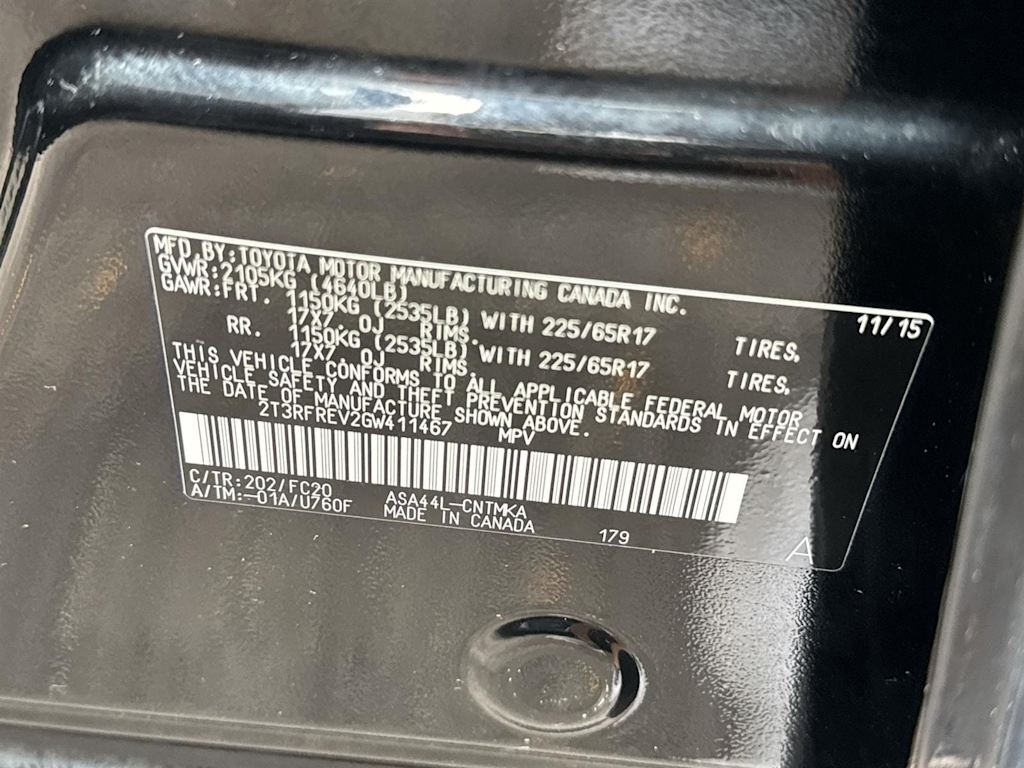 MFD.BY:TOYOTA MOTOR MANUFACTURING CANADA INC.
GVWR:2105KG (4640LB) 11/15
GAWR:FRT. 1150KG (2535LB) WITH 225/65R17 TIRES,
17X7.0J RIMS.
RR. 1150KG (2535LB) WITH 225/65R17 TIRES,
17X7.0J RIMS.
THIS VEHICLE CONFORMS TO ALL APPLICABLE FEDERAL MOTOR
VEHICLE SAFETY AND THEFT PREVENTION STANDARDS IN EFFECT ON
THE DATE OF MANUFACTURE SHOWN ABOVE.
2T3RFREV2GW411467 MPV
C/TR:202/FC20 ASA44L-CNTMKA
A/TM:-01A/U760F MADE IN CANADA 179 A